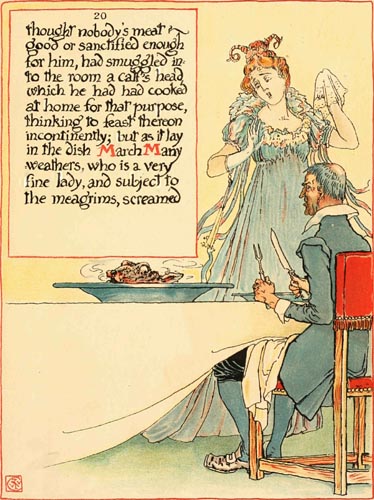 20
thought nobody's meat
good or sanctified enough
for him, had smuggled in-
to the room a calf's head,
which he had had cooked
at home for that purpose,
thinking to feast thereon
incontinently; but as it lay
in the dish March Many
weathers, who is a very
fine lady, and subject to
the meagrims, screamed